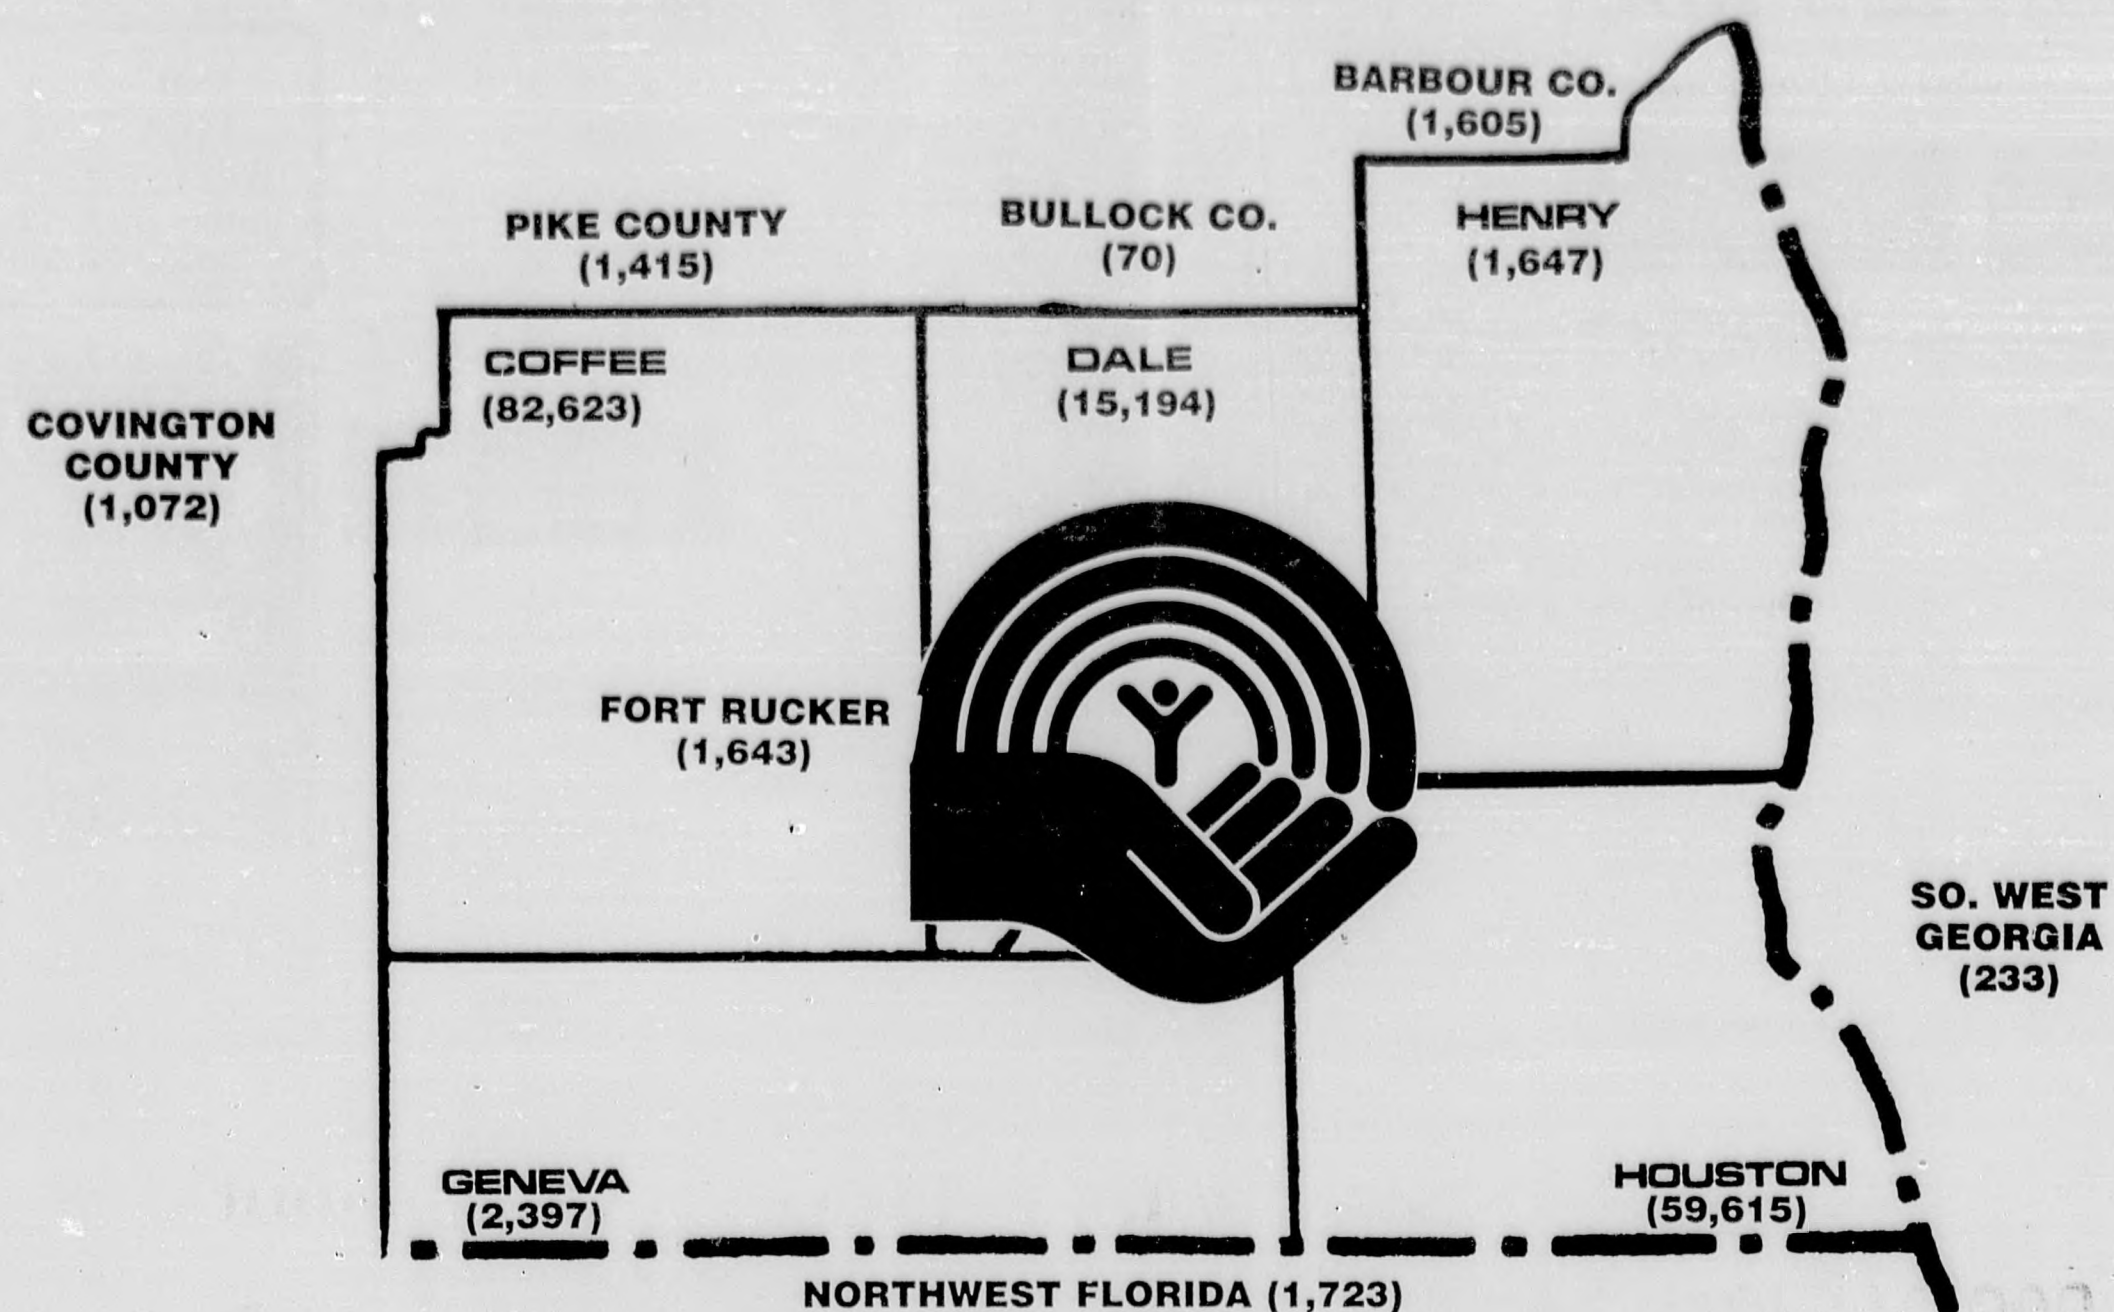 BARBOUR CO.
(1,605)
PIKE COUNTY
(1,415)
BULLOCK CO.
(70)
HENRY
(1,647)
COFFEE
(82,623)
DALE
(15,194)
COVINGTON
COUNTY
(1,072)
FORT RUCKER
(1,643)
SO. WEST
GEORGIA
(233)
GENEVA
(2,397)
HOUSTON
(59,615)
NORTHWEST FLORIDA (1,723)